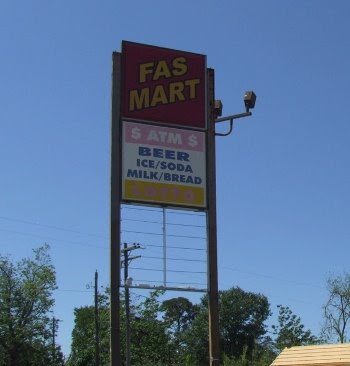 FAS
MART
$ ATM $
BEER
ICE/SODA
MILK/BREAD
Lotto